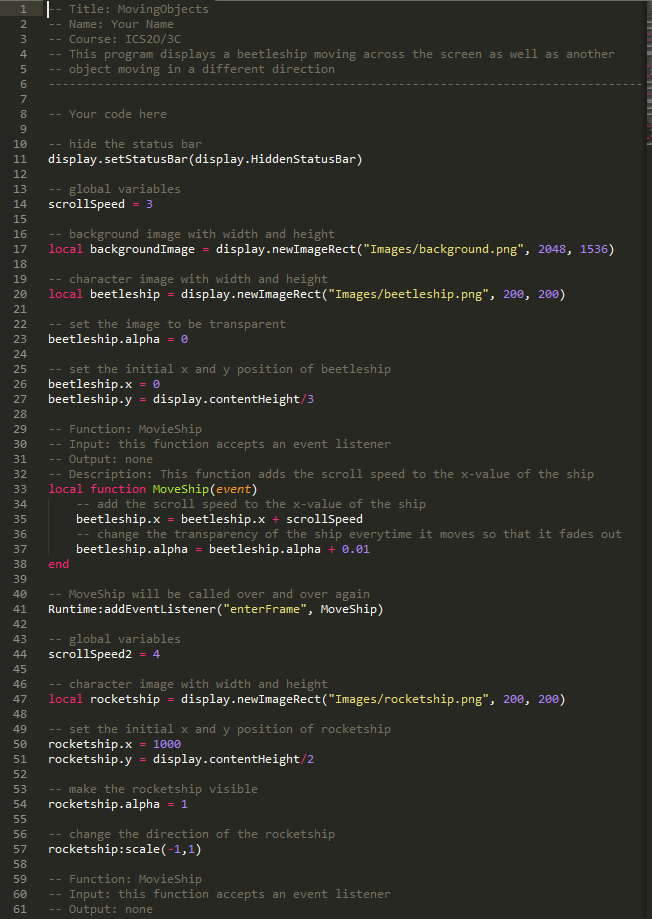 1 -- Title: MovingObjects
2 -- Name: Your Name
3 -- Course: ICS2O/3C
4 -- This program displays a beetleship moving across the screen as well as another
5 -- object moving in a different direction
6 -----------------------------------------------------------------------------------------
7
8 -- Your code here
9
10 -- hide the status bar
11 display.setStatusBar(display.HiddenStatusBar)
12
13 -- global variables
14 scrollSpeed = 3
15
16 -- background image with width and height
17 local backgroundImage = display.newImageRect("Images/background.png", 2048, 1536)
18
19 -- character image with width and height
20 local beetleship = display.newImageRect("Images/beetleship.png", 200, 200)
21
22 -- set the image to be transparent
23 beetleship.alpha = 0
24
25 -- set the initial x and y position of beetleship
26 beetleship.x = 0
27 beetleship.y = display.contentHeight/3
28
29 -- Function: MovieShip
30 -- Input: this function accepts an event listener
31 -- Output: none
32 -- Description: This function adds the scroll speed to the x-value of the ship
33 local function MoveShip(event)
34 -- add the scroll speed to the x-value of the ship
35 beetleship.x = beetleship.x + scrollSpeed
36 -- change the transparency of the ship everytime it moves so that it fades out
37 beetleship.alpha = beetleship.alpha + 0.01
38 end
39
40 -- MoveShip will be called over and over again
41 Runtime:addEventListener("enterFrame", MoveShip)
42
43 -- global variables
44 scrollSpeed2 = 4
45
46 -- character image with width and height
47 local rocketship = display.newImageRect("Images/rocketship.png", 200, 200)
48
49 -- set the initial x and y position of rocketship
50 rocketship.x = 1000
51 rocketship.y = display.contentHeight/2
52
53 -- make the rocketship visible
54 rocketship.alpha = 1
55
56 -- change the direction of the rocketship
57 rocketship:scale(-1,1)
58
59 -- Function: MovieShip
60 -- Input: this function accepts an event listener
61 -- Output: none